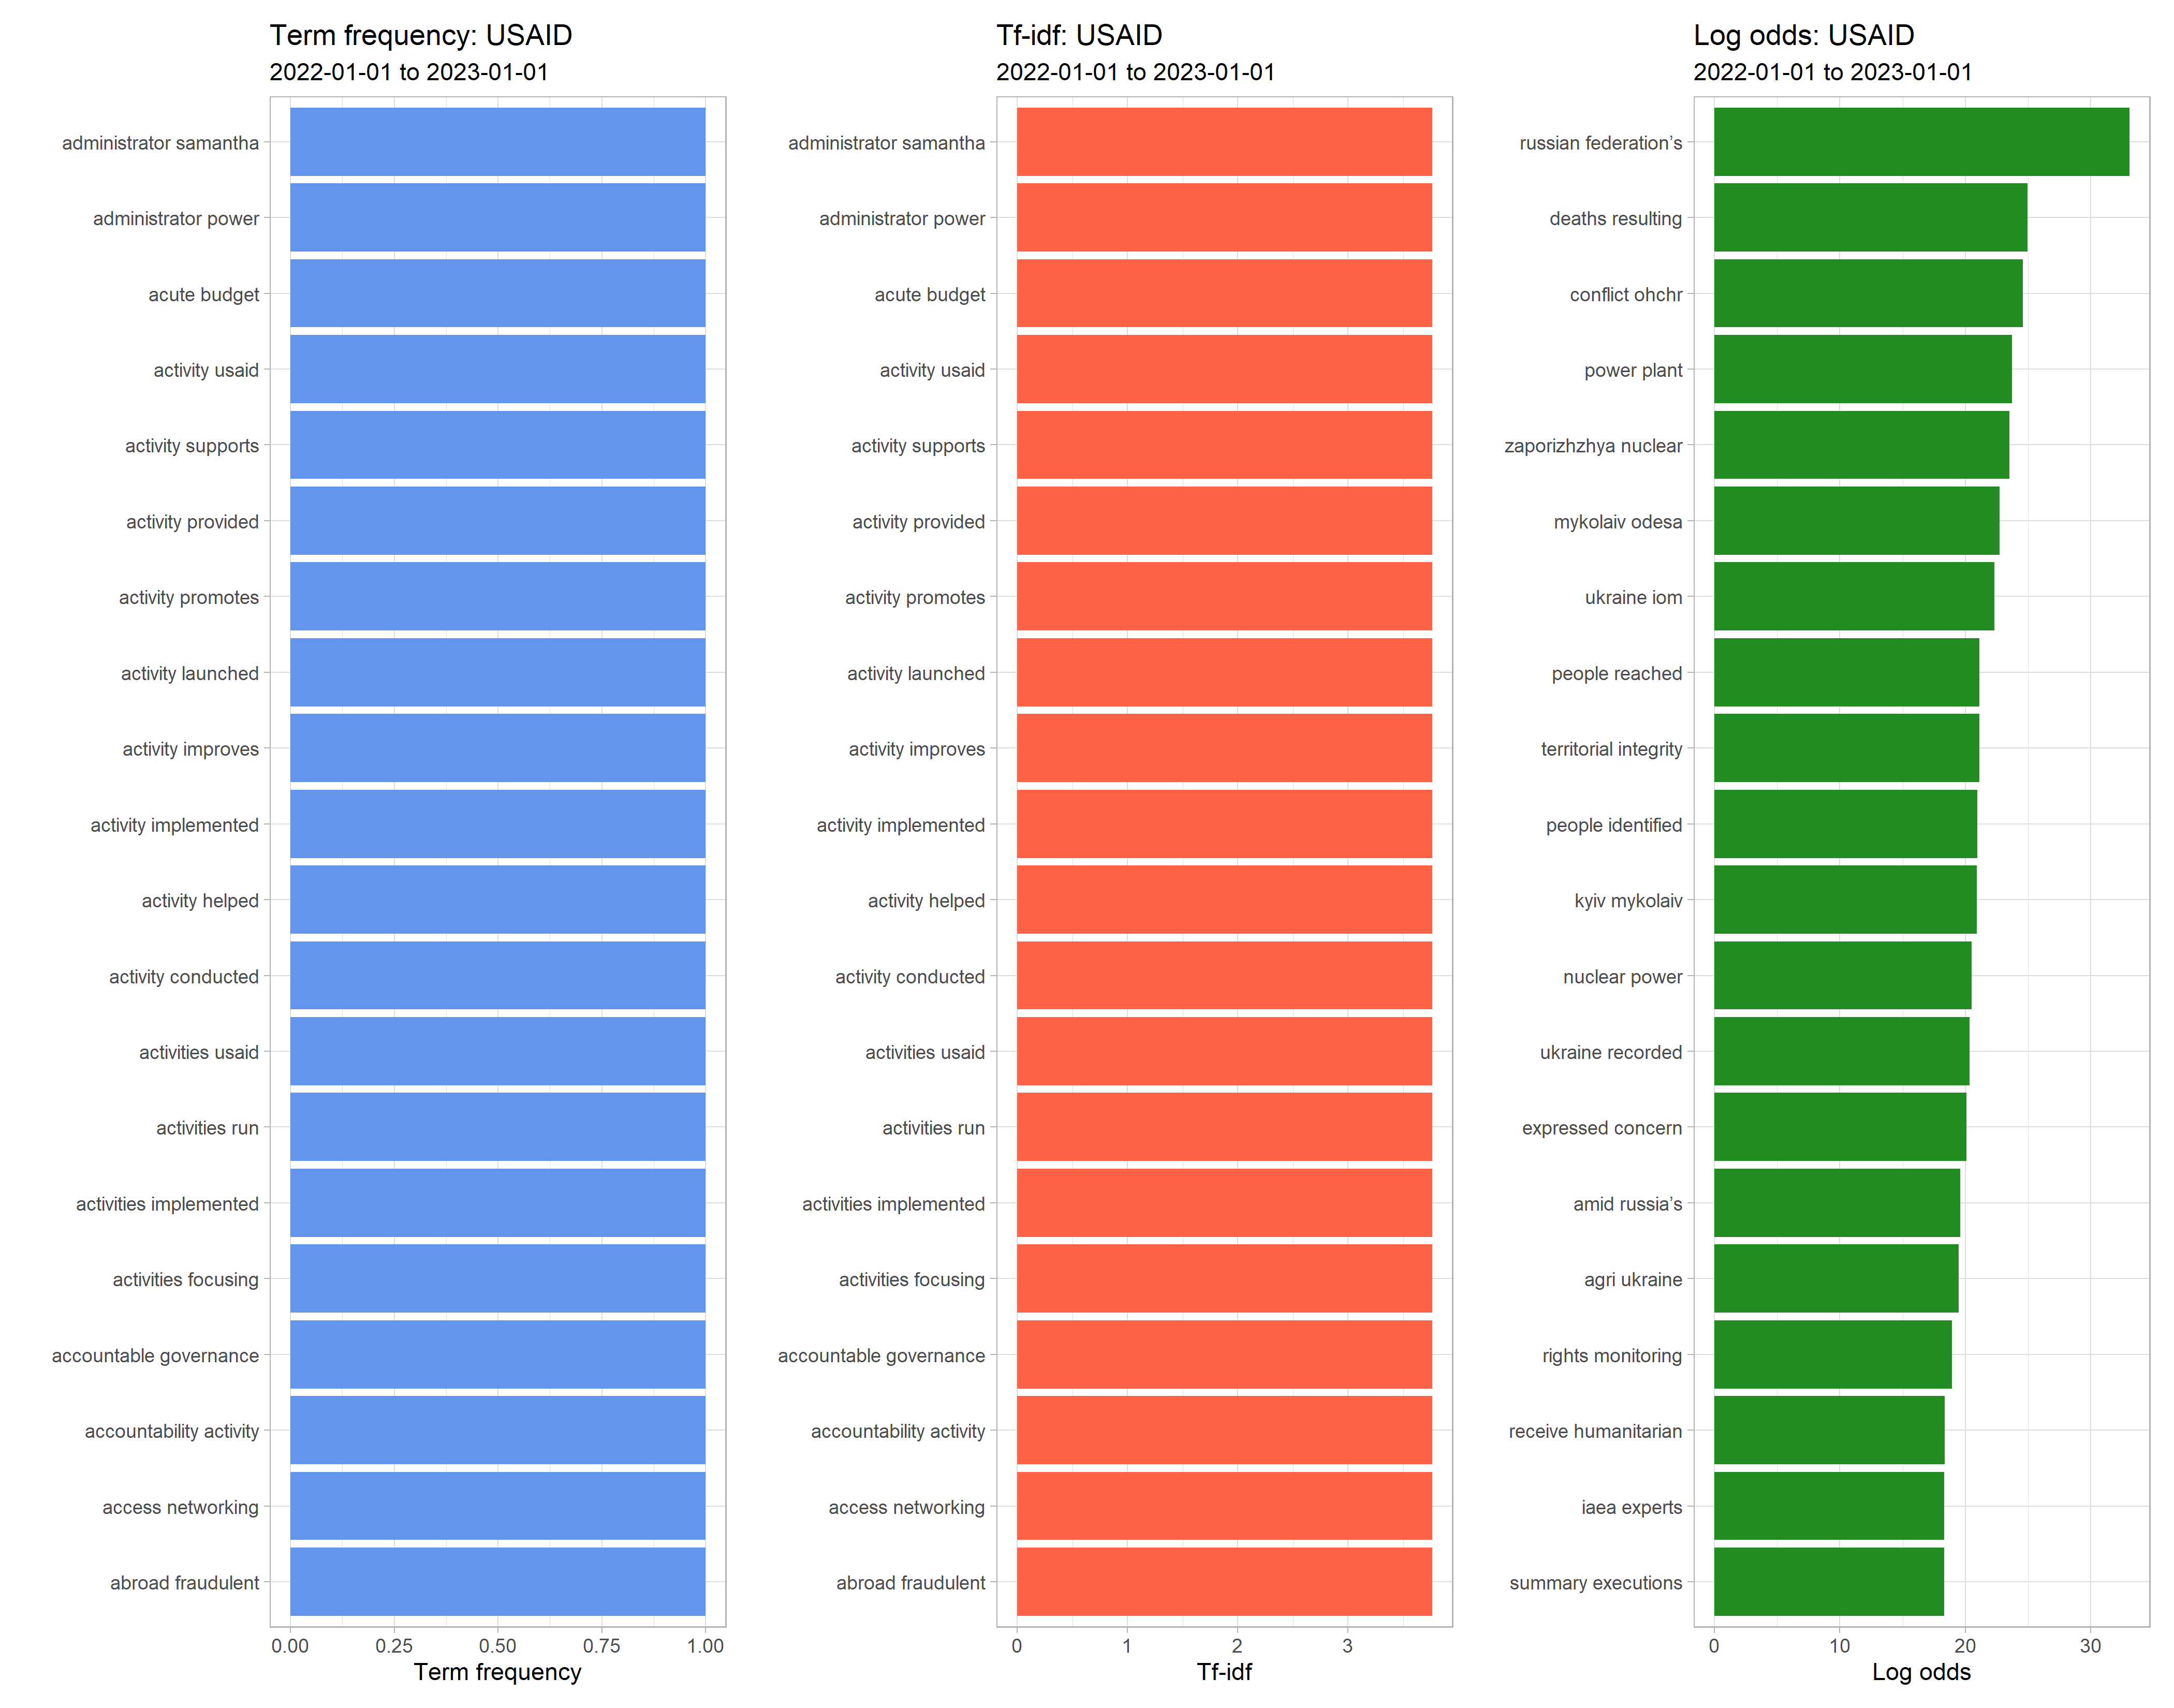 Term frequency: USAID
2022-01-01 to 2023-01-01
administrator samantha
administrator power
acute budget
activity usaid
activity supports
activity provided
activity promotes
activity launched
activity improves
activity implemented
activity helped
activity conducted
activities usaid
activities run
activities implemented
activities focusing
accountable governance
accountability activity
access networking
abroad fraudulent
0.00 0.25 0.50 0.75 1.00
Term frequency
Tf-idf: USAID
2022-01-01 to 2023-01-01
administrator samantha
administrator power
acute budget
activity usaid
activity supports
activity provided
activity promotes
activity launched
activity improves
activity implemented
activity helped
activity conducted
activities usaid
activities run
activities implemented
activities focusing
accountable governance
accountability activity
access networking
abroad fraudulent
0 1 2 3
Tf-idf
Log odds: USAID
2022-01-01 to 2023-01-01
russian federation’s
deaths resulting
conflict ohchr
power plant
zaporizhzhya nuclear
mykolaiv odesa
ukraine iom
people reached
territorial integrity
people identified
kyiv mykolaiv
nuclear power
ukraine recorded
expressed concern
amid russia’s
agri ukraine
rights monitoring
receive humanitarian
iaea experts
summary executions
0 10 20 30
Log odds